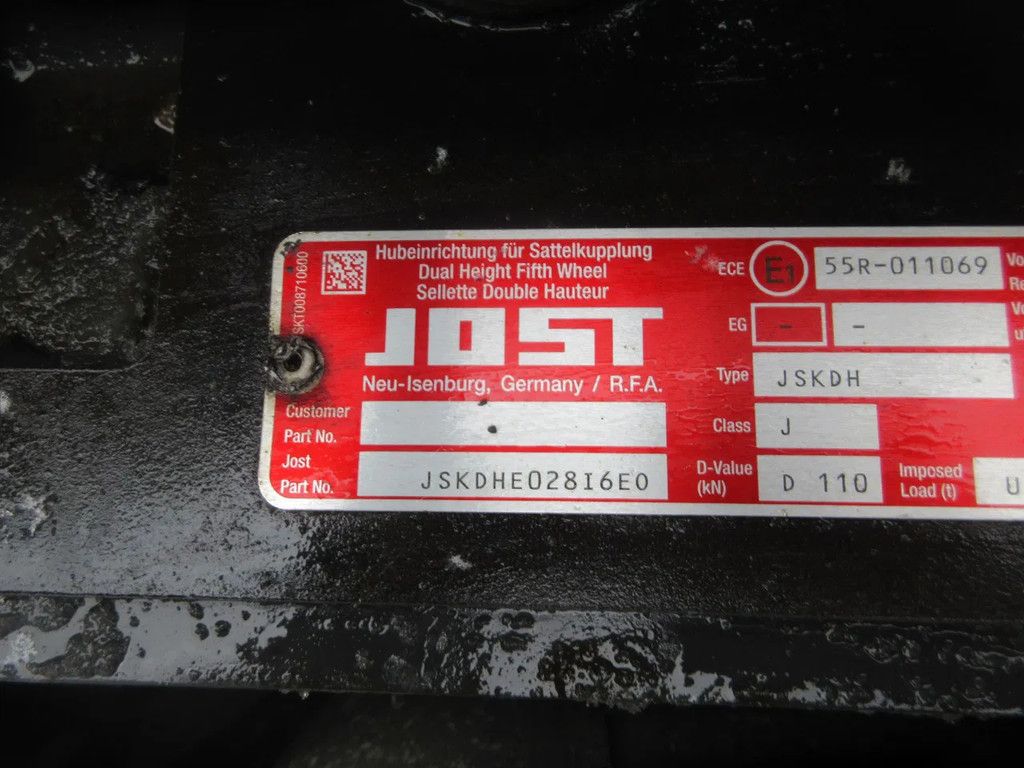 SKT008710600
Hubeinrichtung für Sattelkupplung
Dual Height Fifth Wheel
Sellette Double Hauteur
JOST
Neu-Isenburg, Germany / R.F.A.
Customer
Part No.
Jost
Part No. JSKDHE028I6E0
ECE E1 55R-011069
EG - -
Type JSKDH
Class J
D-Value
(kN) D 110
Imposed
Load (t) U